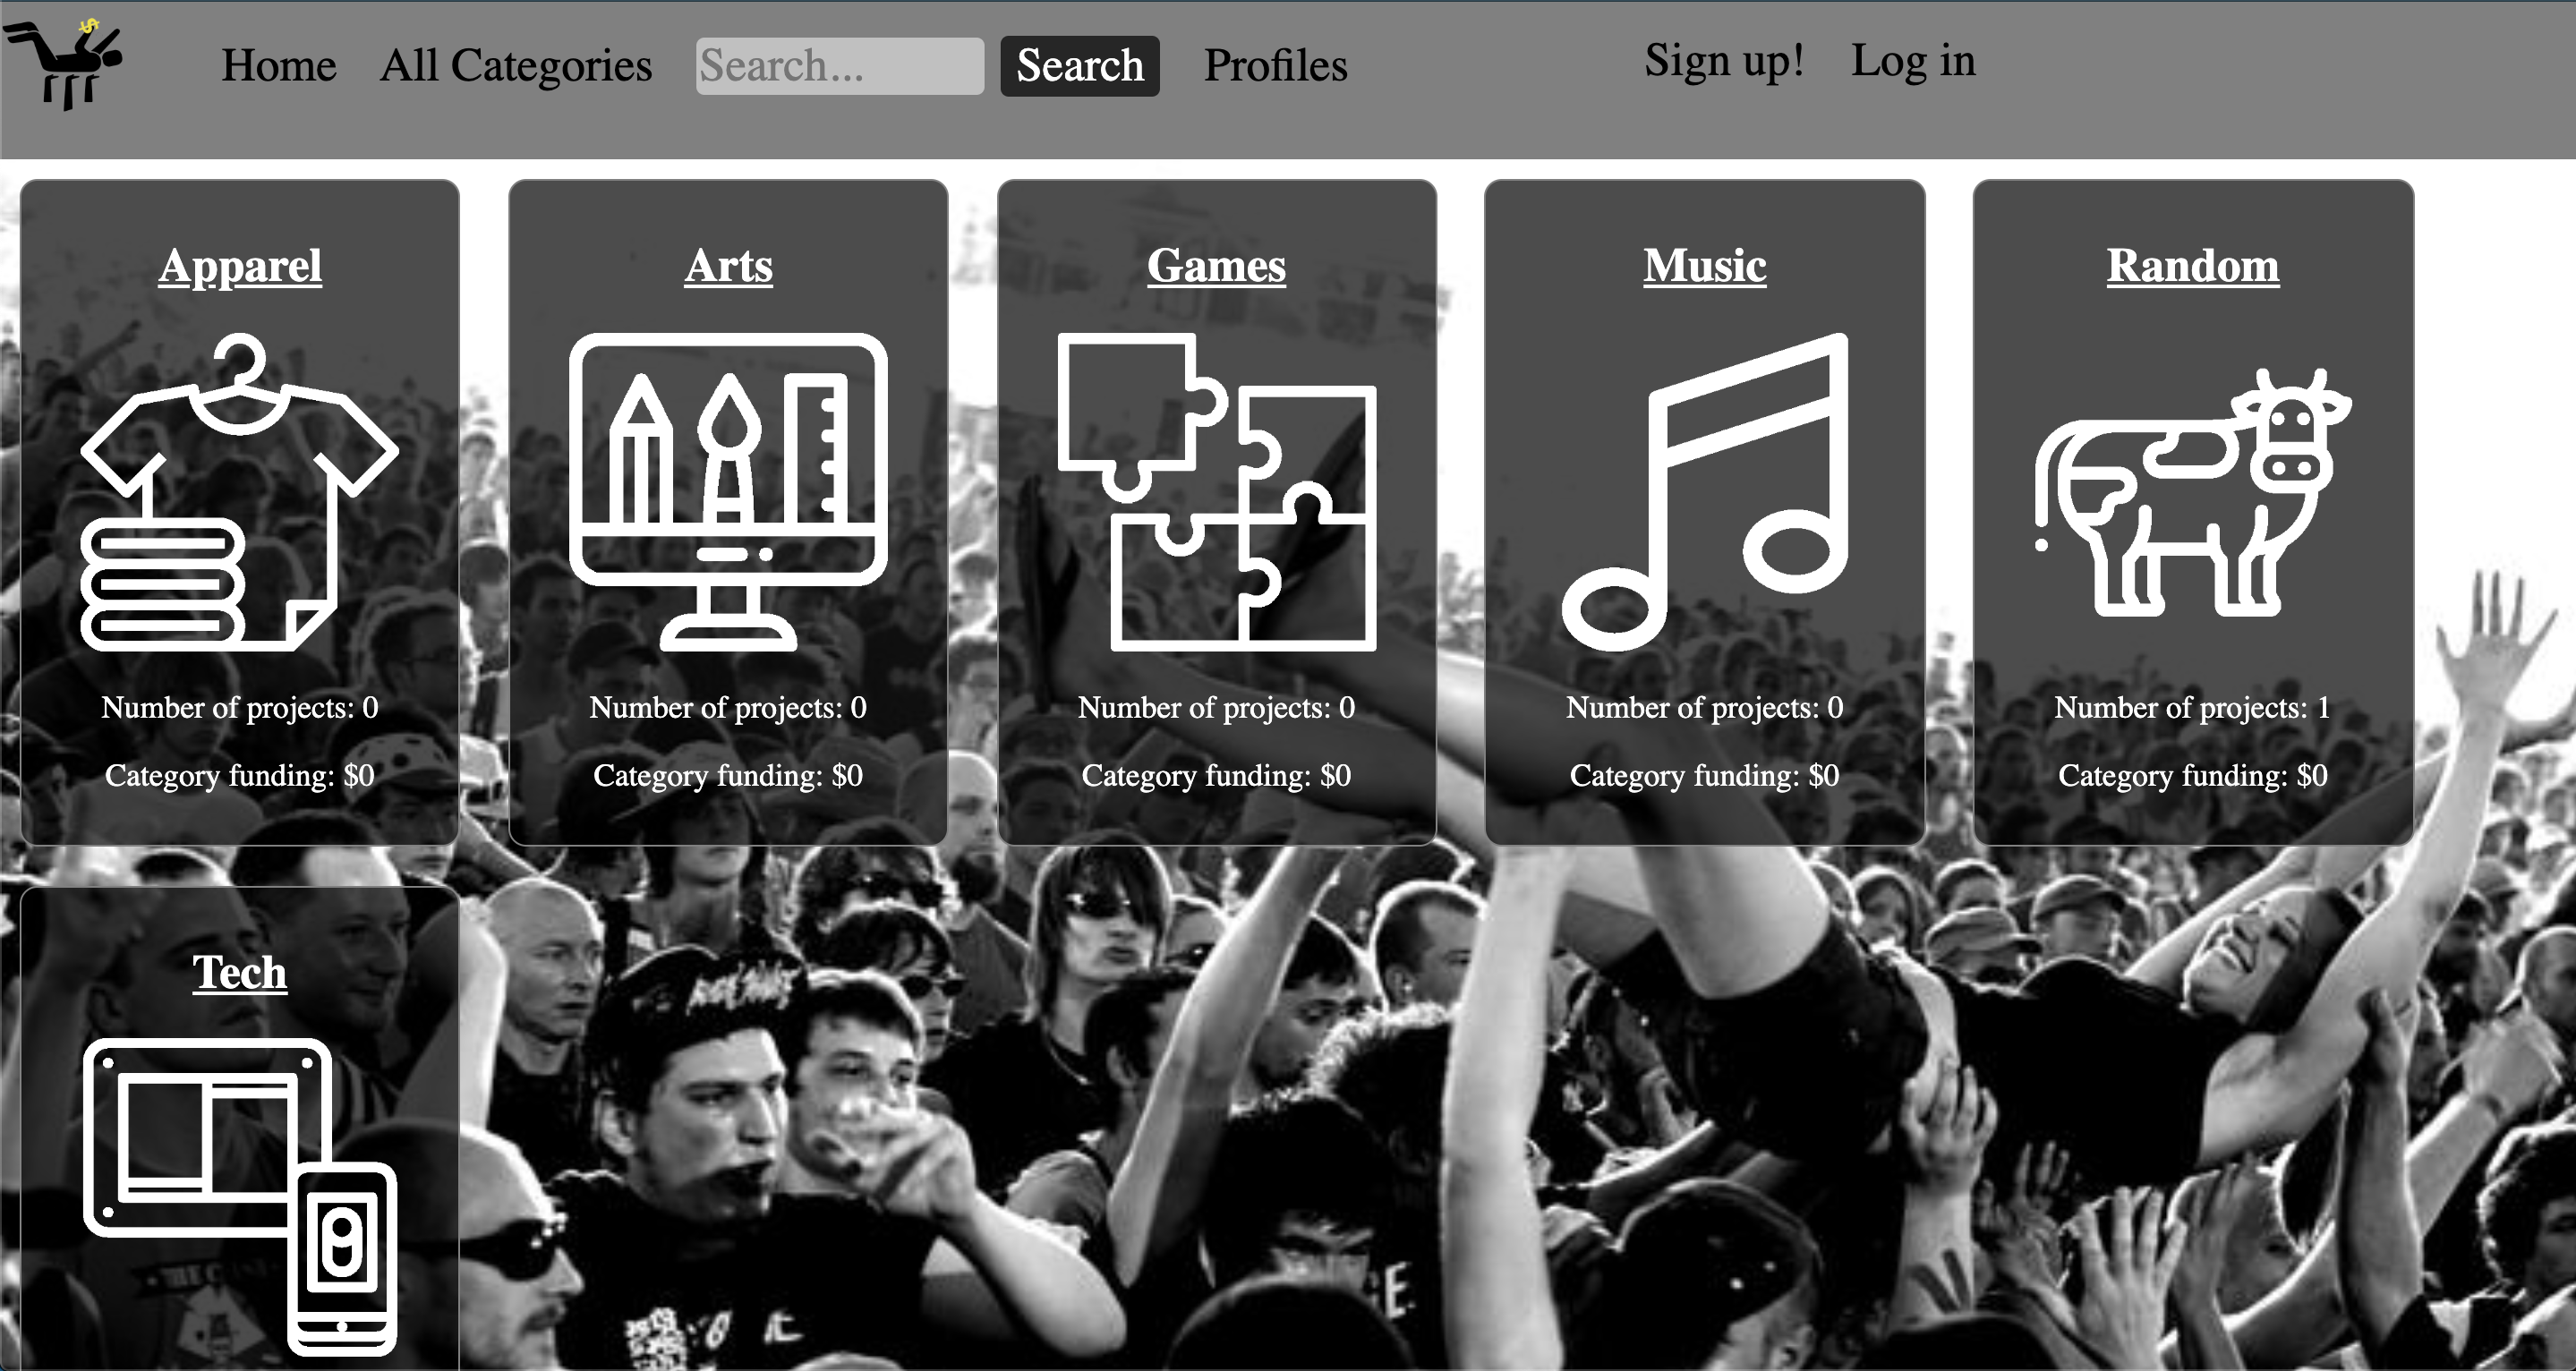 Home All Categories Search... Search Profiles Sign up! Log in
Apparel
Number of projects: 0
Category funding: $0
Arts
Number of projects: 0
Category funding: $0
Games
Number of projects: 0
Category funding: $0
Music
Number of projects: 0
Category funding: $0
Random
Number of projects: 1
Category funding: $0
Tech